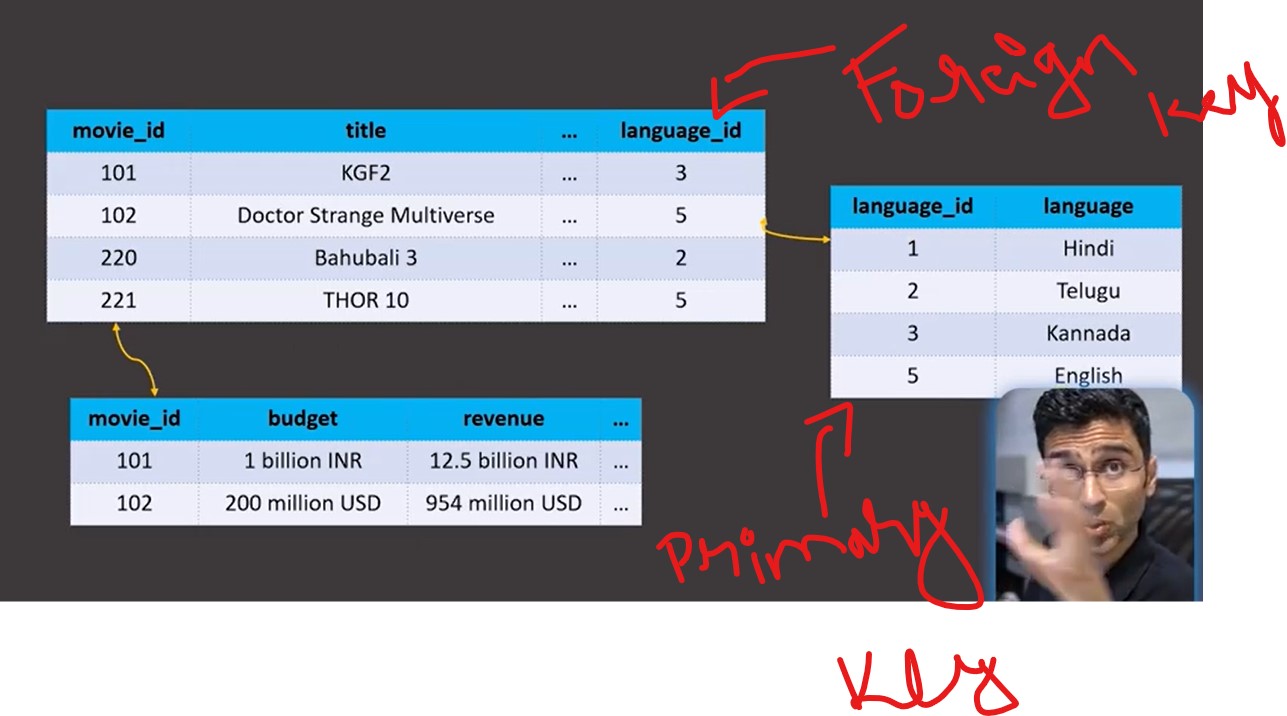 Foreign key
movie_id title ... language_id
101 KGF2 ... 3
102 Doctor Strange Multiverse ... 5
220 Bahubali 3 ... 2
221 THOR 10 ... 5
language_id language
1 Hindi
2 Telugu
3 Kannada
5 English
movie_id budget revenue ...
101 1 billion INR 12.5 billion INR ...
102 200 million USD 954 million USD ...
Primary
key